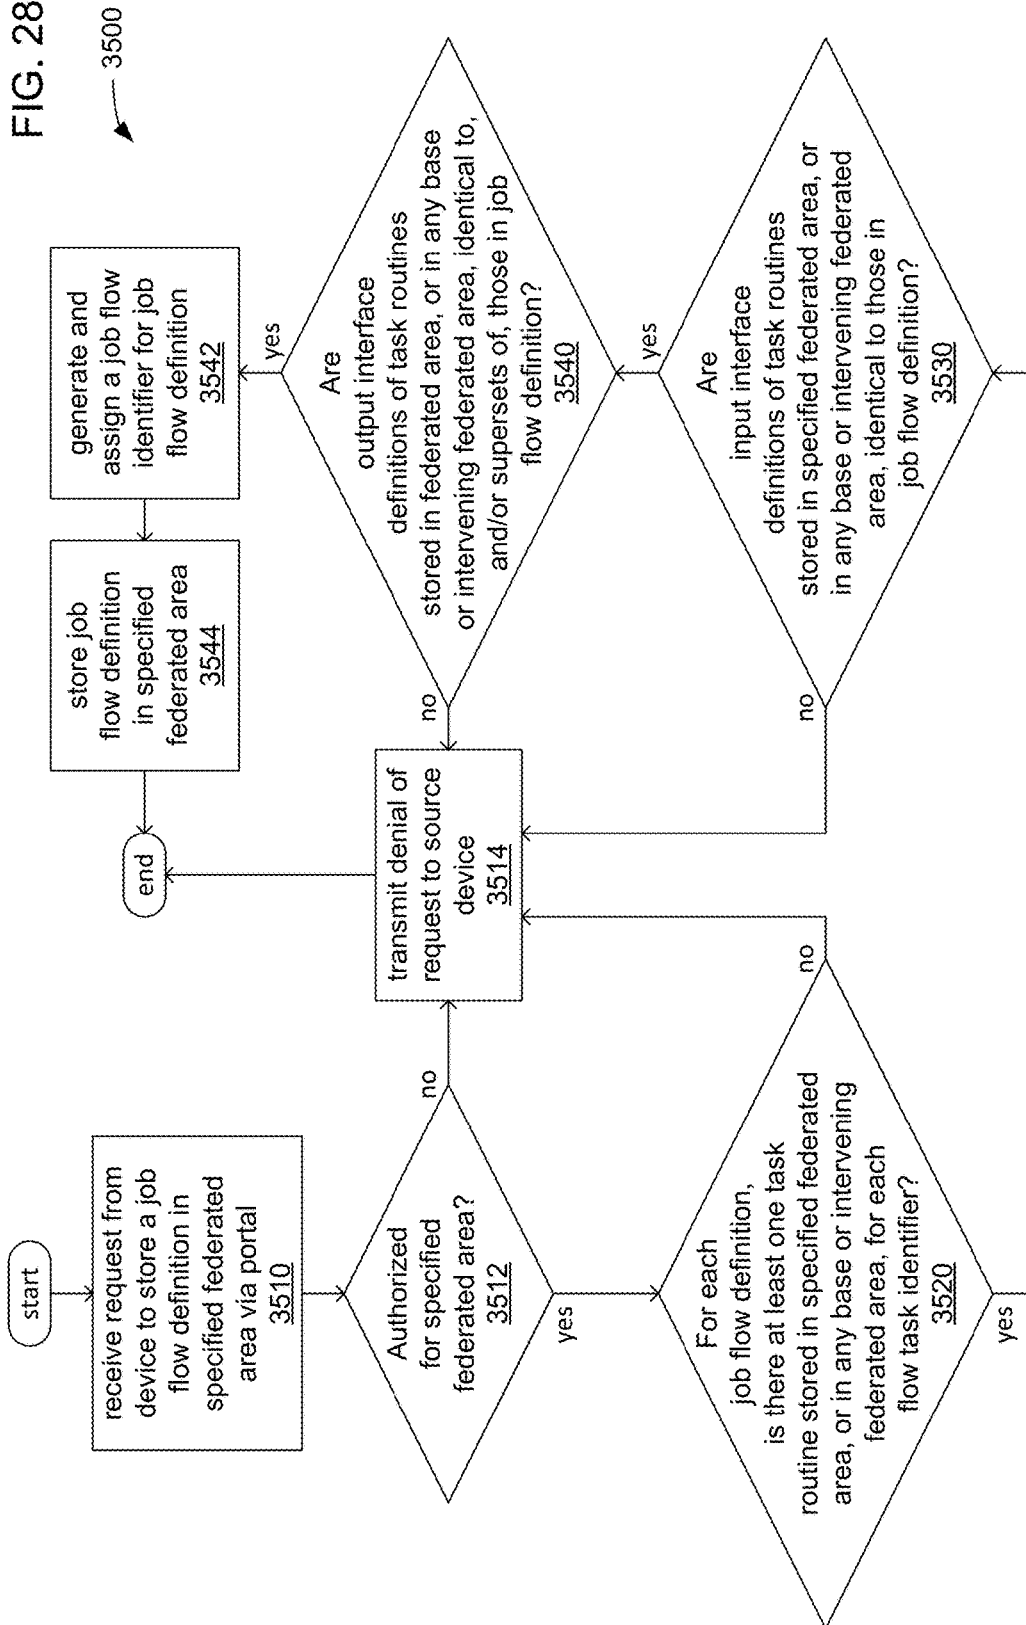 FIG. 28
3500
start
receive request from
device to store a job
flow definition in
specified federated
area via portal
3510
Authorized
for specified
federated area?
3512
no
yes
For each
job flow definition,
is there at least one task
routine stored in specified federated
area, or in any base or intervening
federated area, for each
flow task identifier?
3520
no
yes
transmit denial of
request to source
device
3514
end
Are
input interface
definitions of task routines
stored in specified federated area, or
in any base or intervening federated
area, identical to those in
job flow definition?
3530
no
yes
Are
output interface
definitions of task routines
stored in federated area, or in any base
or intervening federated area, identical to,
and/or supersets of, those in job
flow definition?
3540
no
yes
generate and
assign a job flow
identifier for job
flow definition
3542
store job
flow definition
in specified
federated area
3544